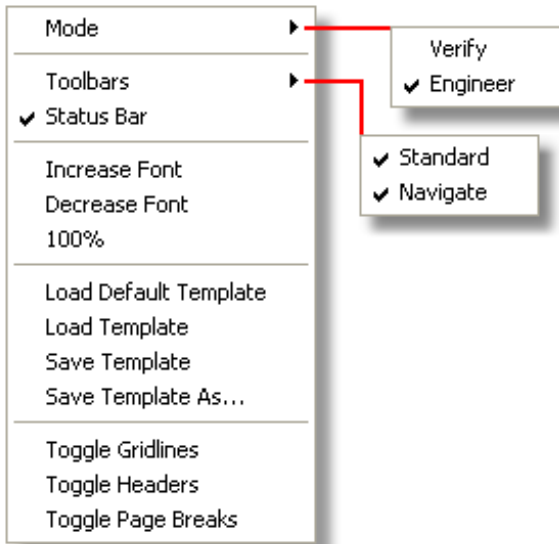 Mode
Verify
Engineer
Toolbars
Standard
Navigate
Status Bar
Increase Font
Decrease Font
100%
Load Default Template
Load Template
Save Template
Save Template As...
Toggle Gridlines
Toggle Headers
Toggle Page Breaks